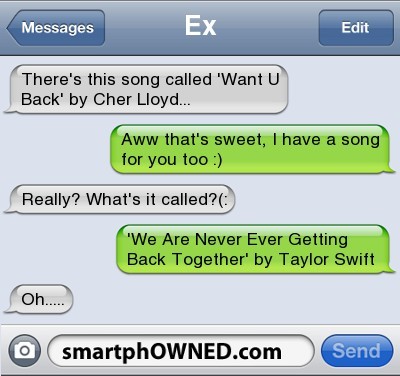 Messages
Ex
Edit
There's this song called 'Want U
Back' by Cher Lloyd...
Aww that's sweet, I have a song
for you too :)
Really? What's it called?(:
'We Are Never Ever Getting
Back Together' by Taylor Swift
Oh.....
smartphOWNED.com
Send